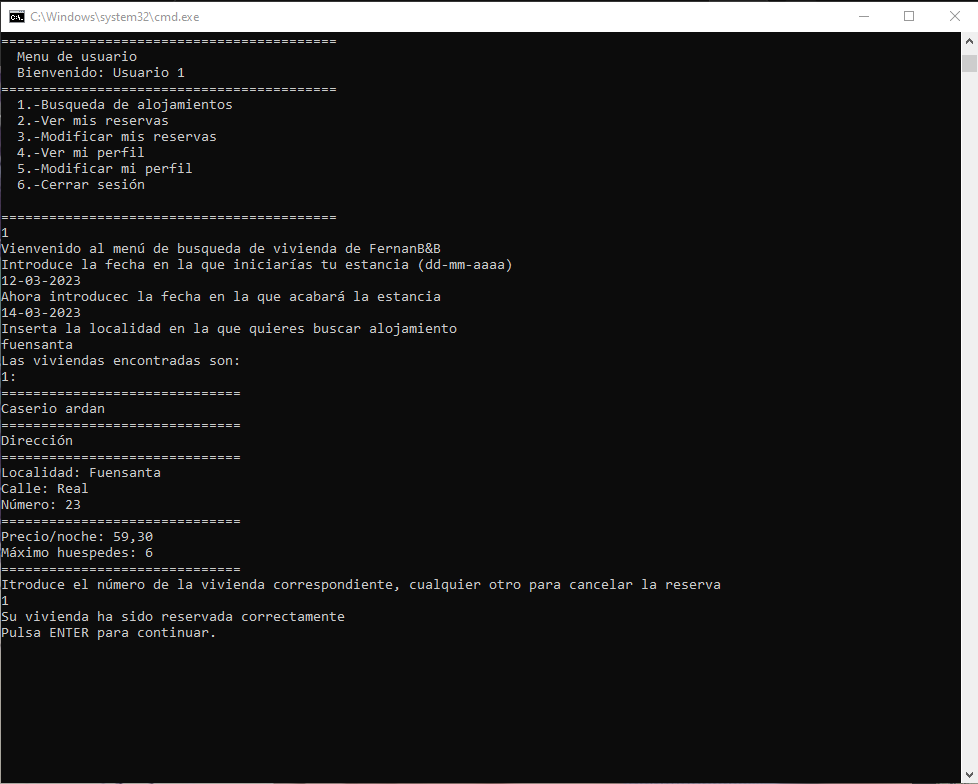 C:\Windows\system32\cmd.exe
==========================================
Menu de usuario
Bienvenido: Usuario 1
==========================================
1.-Busqueda de alojamientos
2.-Ver mis reservas
3.-Modificar mis reservas
4.-Ver mi perfil
5.-Modificar mi perfil
6.-Cerrar sesión
==========================================
1
Vienvenido al menú de busqueda de vivienda de FernanB&B
Introduce la fecha en la que iniciarías tu estancia (dd-mm-aaaa)
12-03-2023
Ahora introducec la fecha en la que acabará la estancia
14-03-2023
Inserta la localidad en la que quieres buscar alojamiento
fuensanta
Las viviendas encontradas son:
1:
==============================
Caserio ardan
==============================
Dirección
==============================
Localidad: Fuensanta
Calle: Real
Número: 23
==============================
Precio/noche: 59,30
Máximo huespedes: 6
==============================
Itroduce el número de la vivienda correspondiente, cualquier otro para cancelar la reserva
1
Su vivienda ha sido reservada correctamente
Pulsa ENTER para continuar.